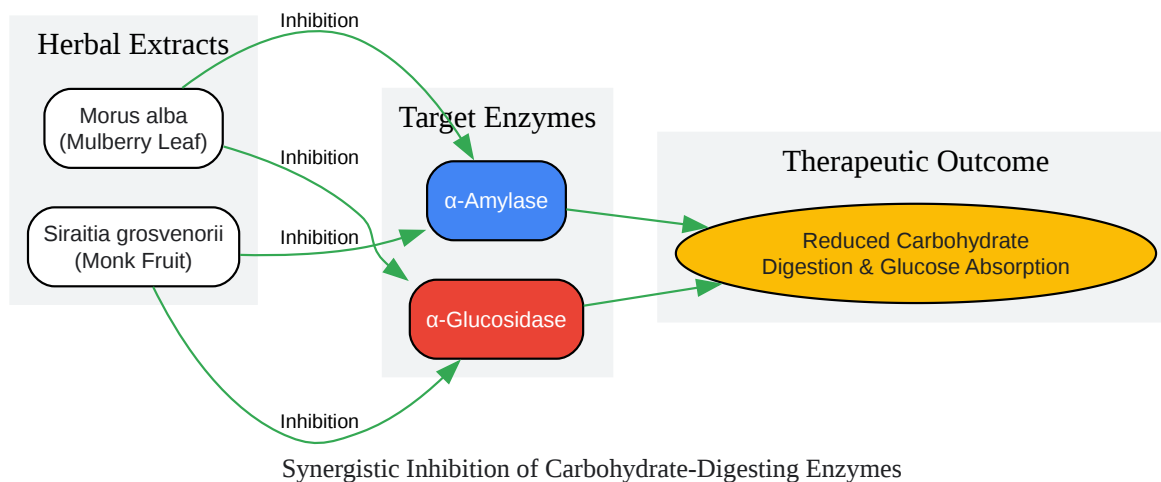 Herbal Extracts
Morus alba
(Mulberry Leaf)
Siraitia grosvenorii
(Monk Fruit)
Inhibition
Inhibition
Inhibition
Inhibition
Target Enzymes
α-Amylase
α-Glucosidase
Therapeutic Outcome
Reduced Carbohydrate
Digestion & Glucose Absorption
Synergistic Inhibition of Carbohydrate-Digesting Enzymes